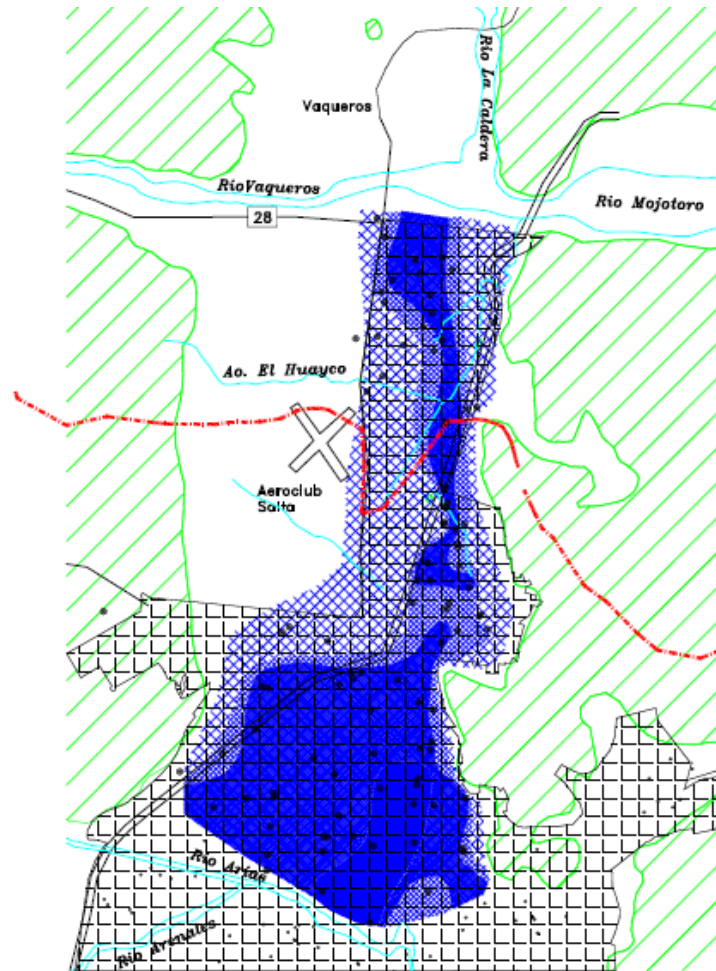 Rio La Caldera
Vaqueros
RioVaqueros
Rio Mojotoro
28
Ao. El Huayco
Aeroclub
Salta
Rio Arias
Rio Arenales